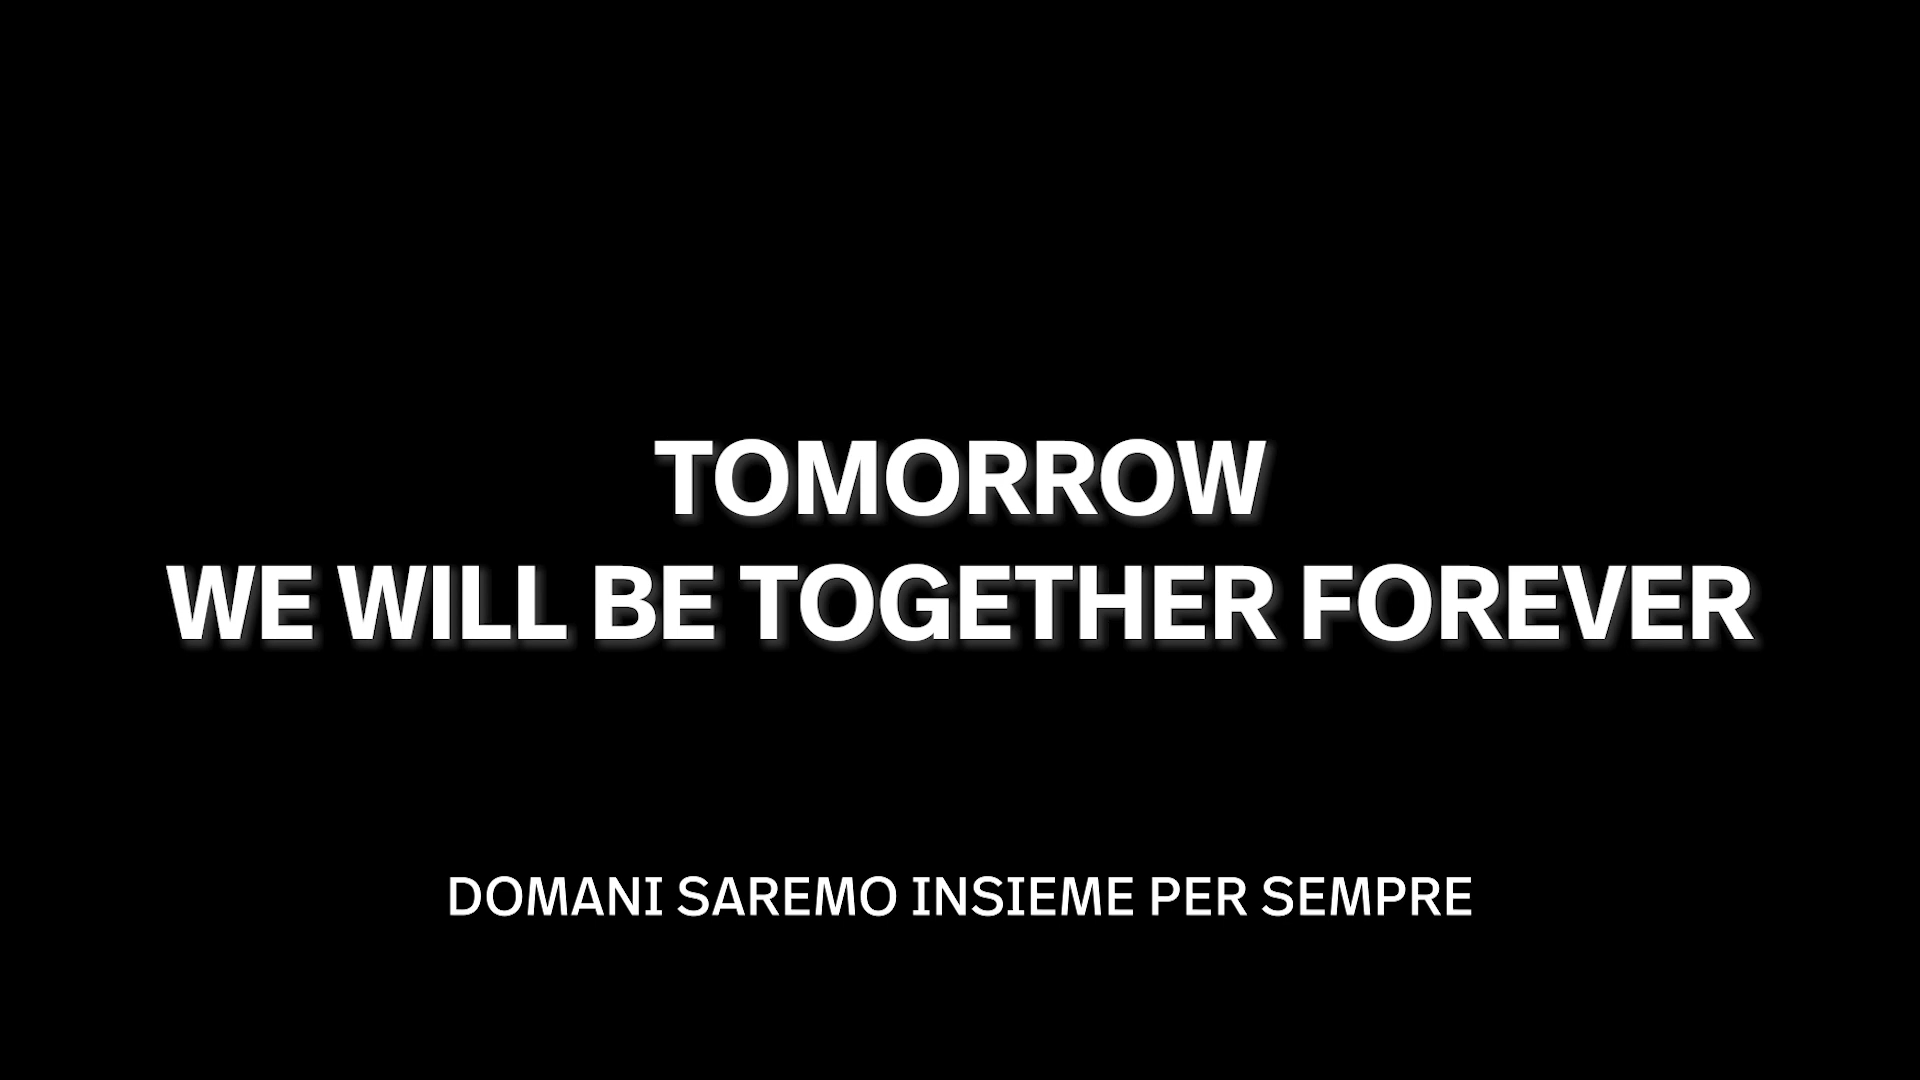 TOMORROW
WE WILL BE TOGETHER FOREVER
DOMANI SAREMO INSIEME PER SEMPRE